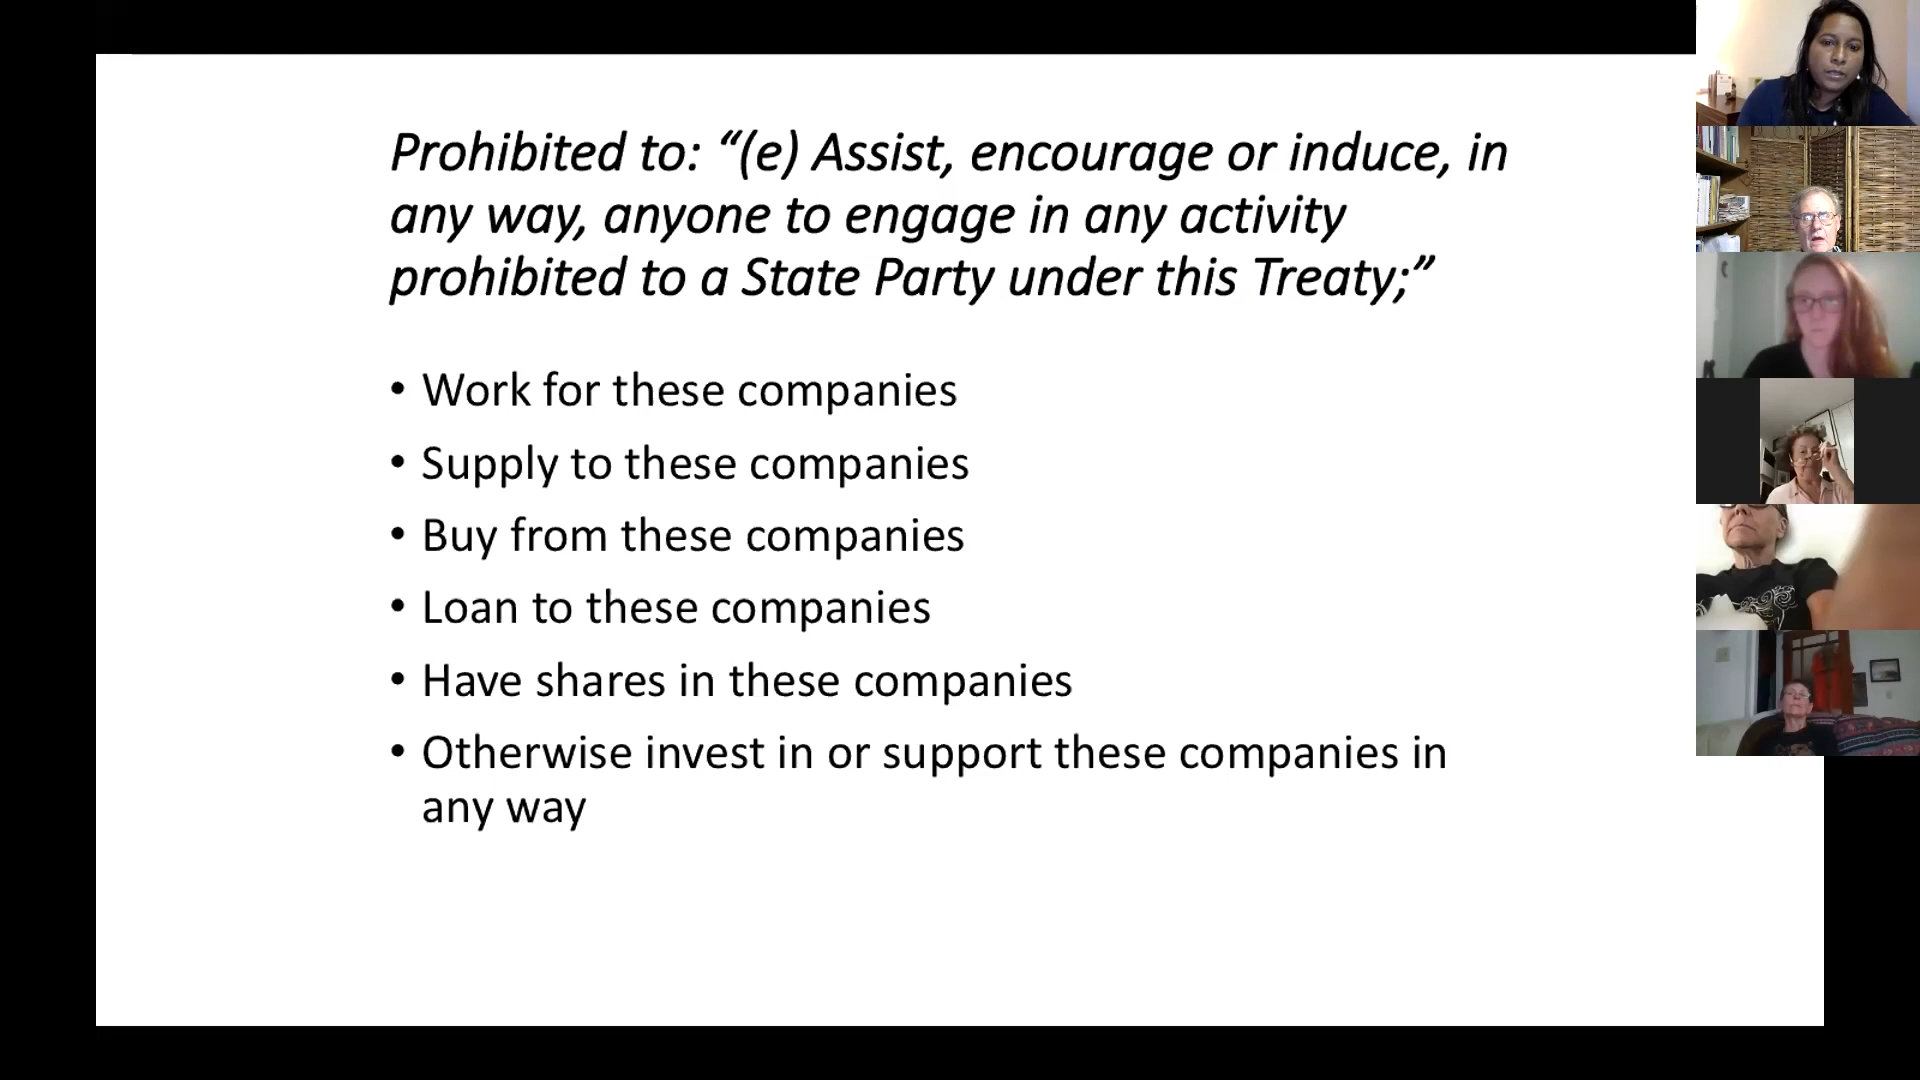 Prohibited to: “(e) Assist, encourage or induce, in
any way, anyone to engage in any activity
prohibited to a State Party under this Treaty;”
• Work for these companies
• Supply to these companies
• Buy from these companies
• Loan to these companies
• Have shares in these companies
• Otherwise invest in or support these companies in
any way